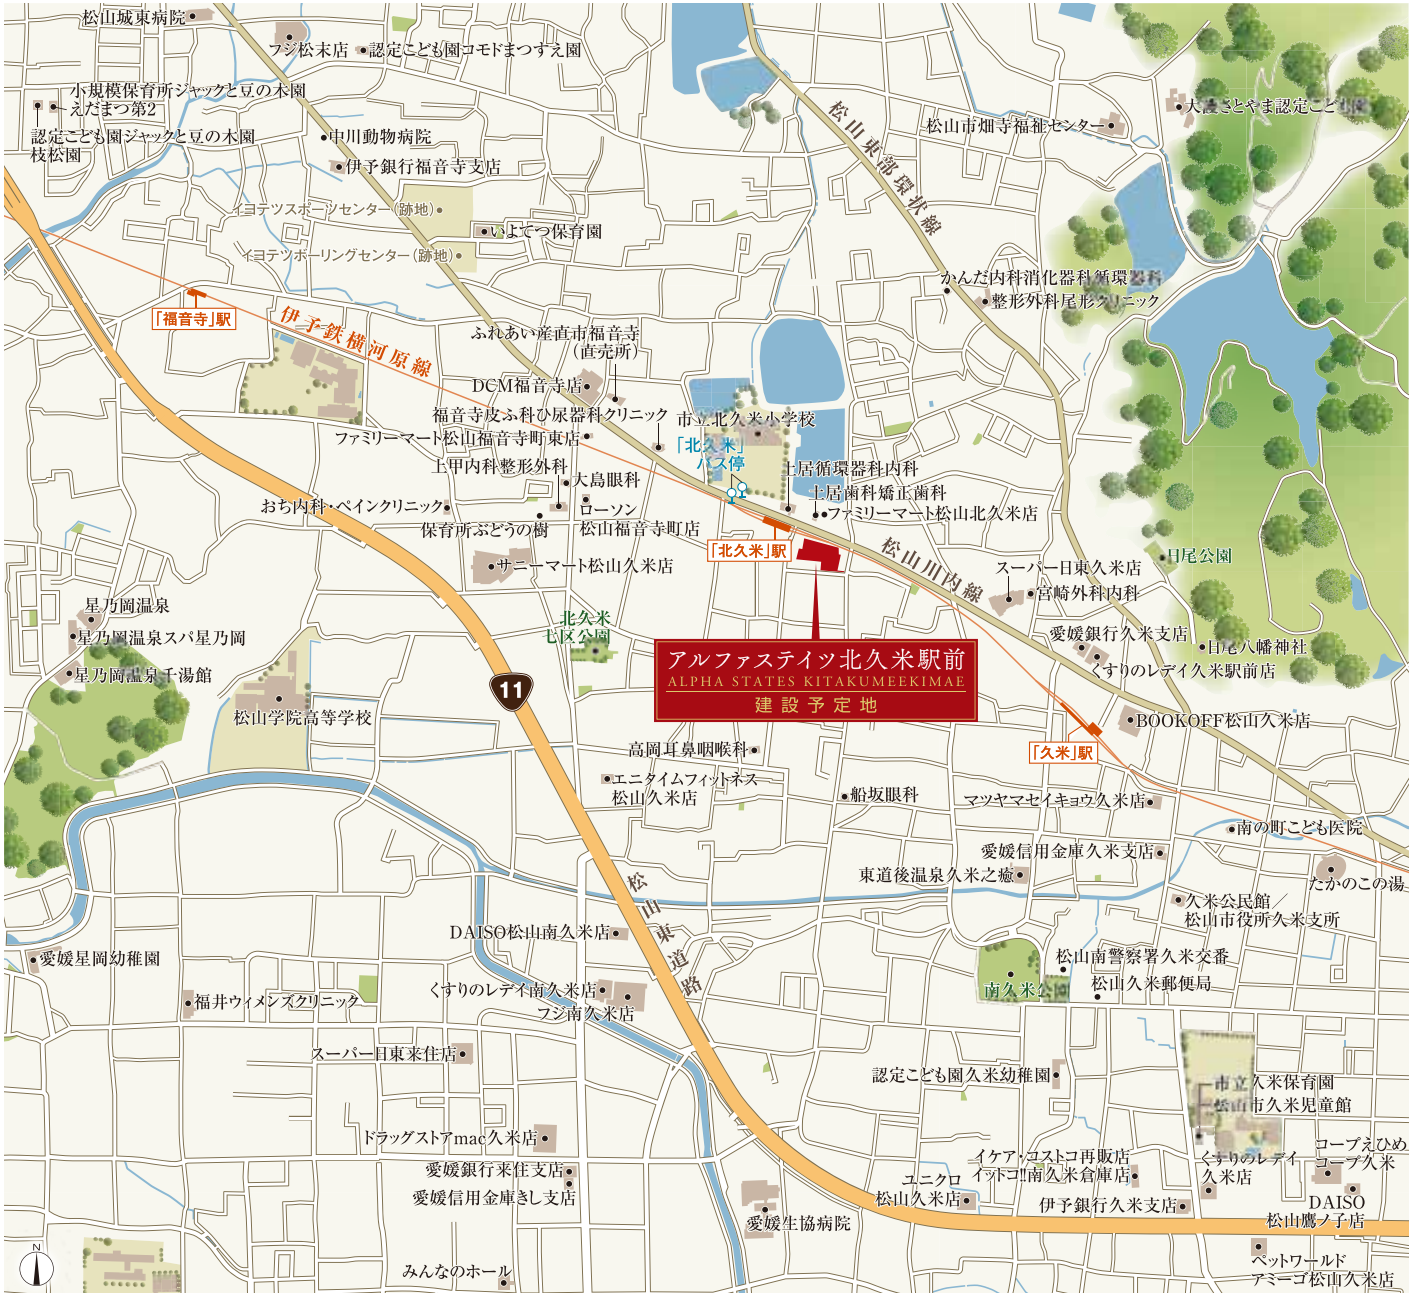 松山城東病院
フジ松末店
認定こども園コモドまつすえ園
小規模保育所ジャックと豆の木園
えだまつ第2
認定こども園ジャックと豆の木園
枝松園
中川動物病院
伊予銀行福音寺支店
イヨテツスポーツセンター(跡地)
いよてつ保育園
イヨテツボーリングセンター(跡地)
松山東部環状線
松山市畑寺福祉センター
かんだ内科消化器科循環器科
整形外科尾形クリニック
「福音寺」駅
伊予鉄横河原線
ふれあい産直市福音寺
(直売所)
DCM福音寺店
福音寺皮ふ科ひ尿器科クリニック
市立北久米小学校
ファミリーマート松山福音寺町東店
「北久米」
バス停
上甲内科整形外科
大島眼科
土居循環器科内科
土居歯科矯正歯科
おち内科・ペインクリニック
保育所ぶどうの樹
ローソン
松山福音寺町店
ファミリーマート松山北久米店
「北久米」駅
松山川内線
サニーマート松山久米店
スーパー日東久米店
宮崎外科内科
日尾公園
星乃岡温泉
星乃岡温泉スパ星乃岡
星乃岡温泉千湯館
北久米
七区公園
愛媛銀行久米支店
日尾八幡神社
くすりのレデイ久米駅前店
アルファステイツ北久米駅前
ALPHA STATES KITAKUMEEKIMAE
建設予定地
11
松山学院高等学校
BOOKOFF松山久米店
「久米」駅
高岡耳鼻咽喉科
エニタイムフィットネス
松山久米店
船坂眼科
マツヤマセイキョウ久米店
南の町こども医院
愛媛信用金庫久米支店
東道後温泉久米之癒
たかのこの湯
久米公民館/
松山市役所久米支所
松山東道路
DAISO松山南久米店
愛媛星岡幼稚園
福井ウィメンズクリニック
くすりのレデイ南久米店
フジ南久米店
松山南警察署久米交番
南久米公園
松山久米郵便局
スーパー日東来住店
認定こども園久米幼稚園
市立久米保育園
松山市久米児童館
ドラッグストアmac久米店
愛媛銀行来住支店
愛媛信用金庫きし支店
イケア・コストコ再販店
イットコ!!南久米倉庫店
くすりのレデイ
久米店
コープえひめ
コープ久米
ユニクロ
松山久米店
伊予銀行久米支店
DAISO
松山鷹ノ子店
愛媛生協病院
みんなのホール
ペットワールド
アミーゴ松山久米店
N